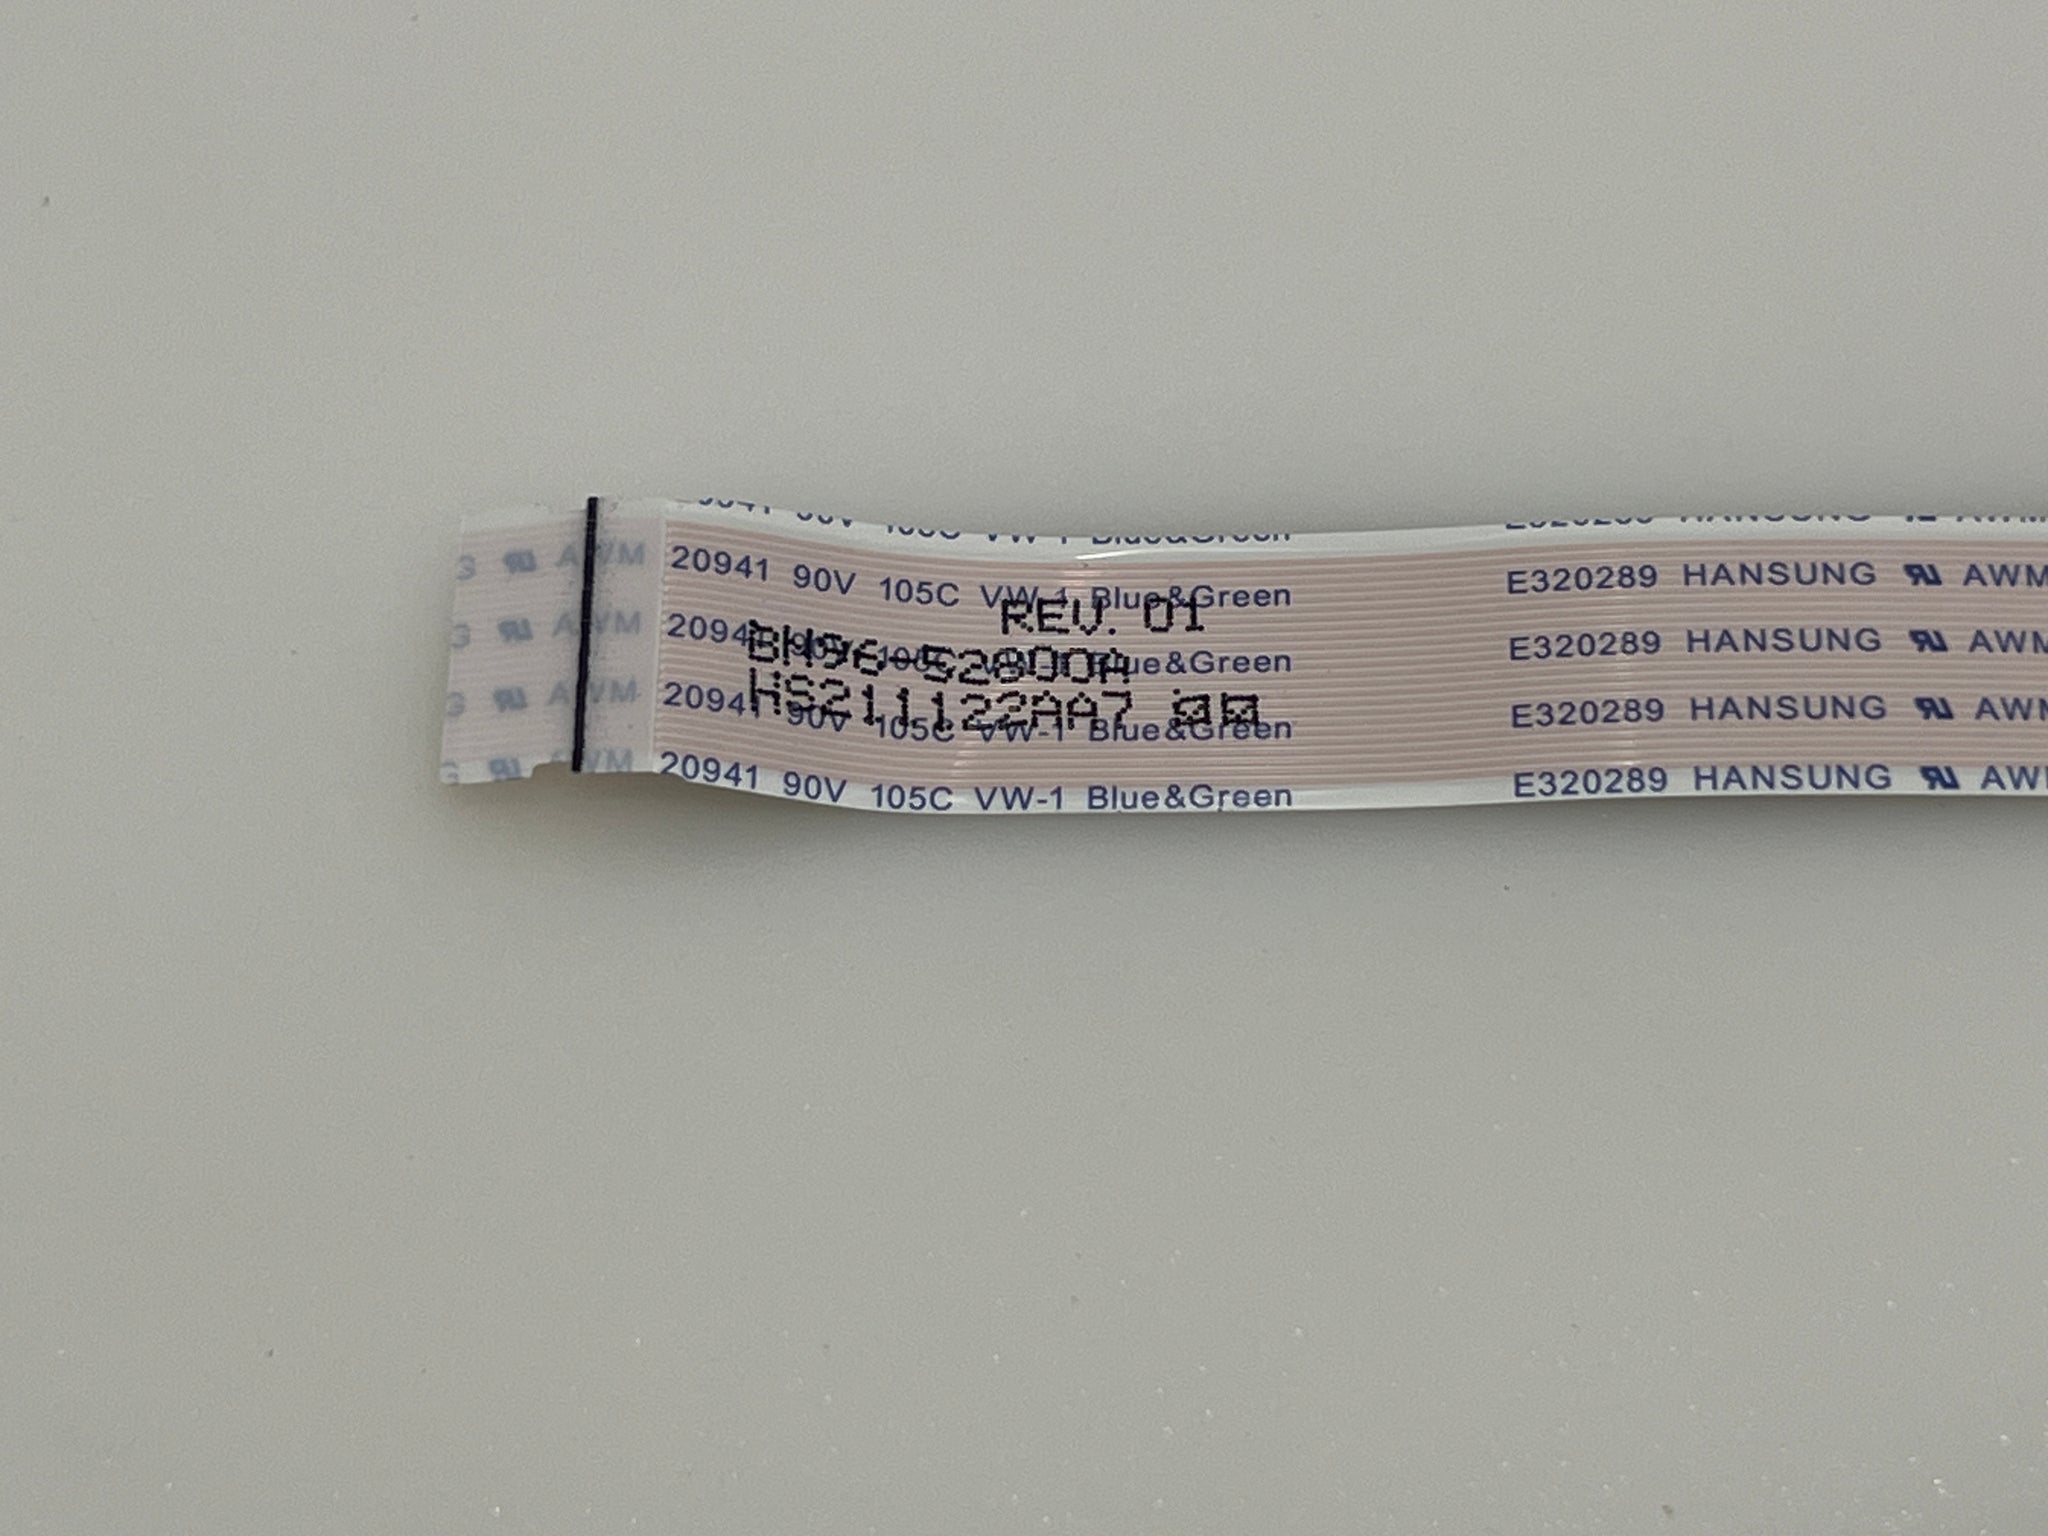 20941 90V 105C VW-1 Blue&Green E320289 HANSUNG AWM
REV. 01
20941 90V 105C VW-1 Blue&Green E320289 HANSUNG AWM
BH96-52800A
HS211122AA7
20941 90V 105C VW-1 Blue&Green E320289 HANSUNG AWM
20941 90V 105C VW-1 Blue&Green E320289 HANSUNG AWM